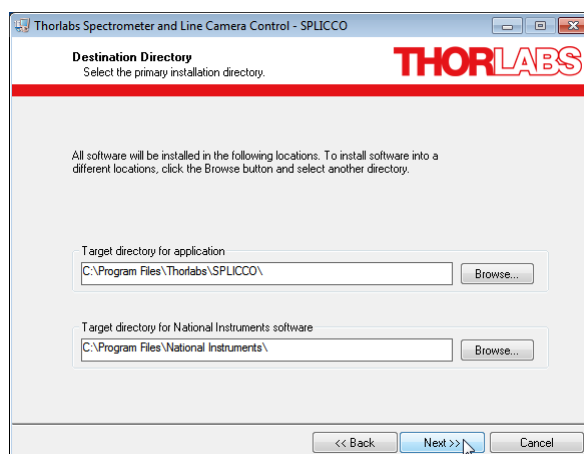 Thorlabs Spectrometer and Line Camera Control - SPLICCO
Destination Directory
Select the primary installation directory.
THORLABS
All software will be installed in the following locations. To install software into a
different locations, click the Browse button and select another directory.
Target directory for application
C:\Program Files\Thorlabs\SPLICCO\
Browse...
Target directory for National Instruments software
C:\Program Files\National Instruments\
Browse...
<< Back
Next >>
Cancel